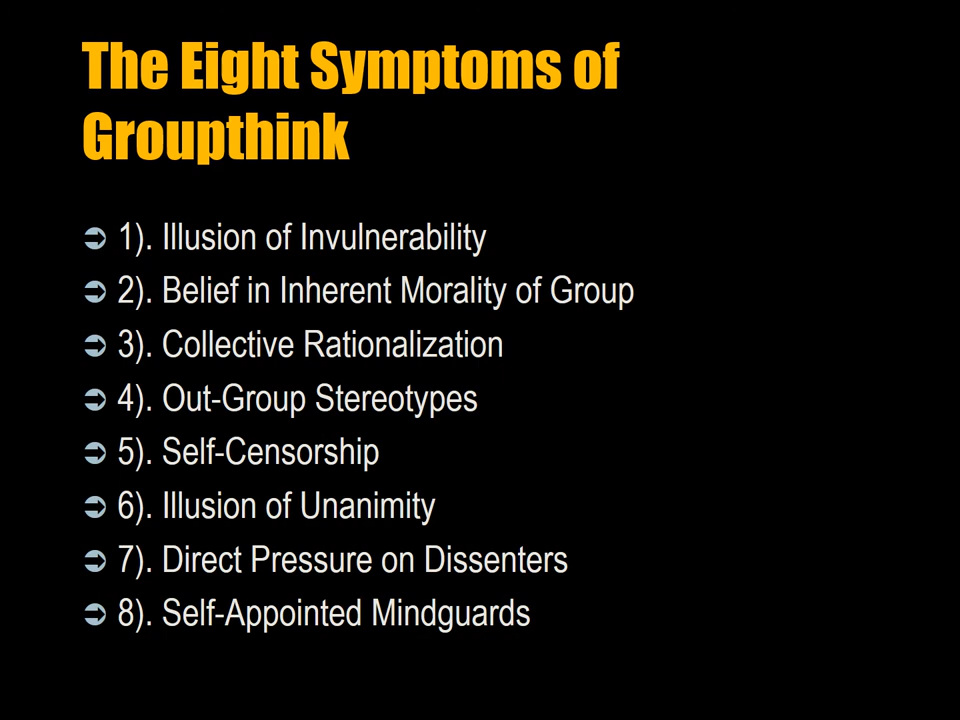 The Eight Symptoms of
Groupthink
➲ 1). Illusion of Invulnerability
➲ 2). Belief in Inherent Morality of Group
➲ 3). Collective Rationalization
➲ 4). Out-Group Stereotypes
➲ 5). Self-Censorship
➲ 6). Illusion of Unanimity
➲ 7). Direct Pressure on Dissenters
➲ 8). Self-Appointed Mindguards